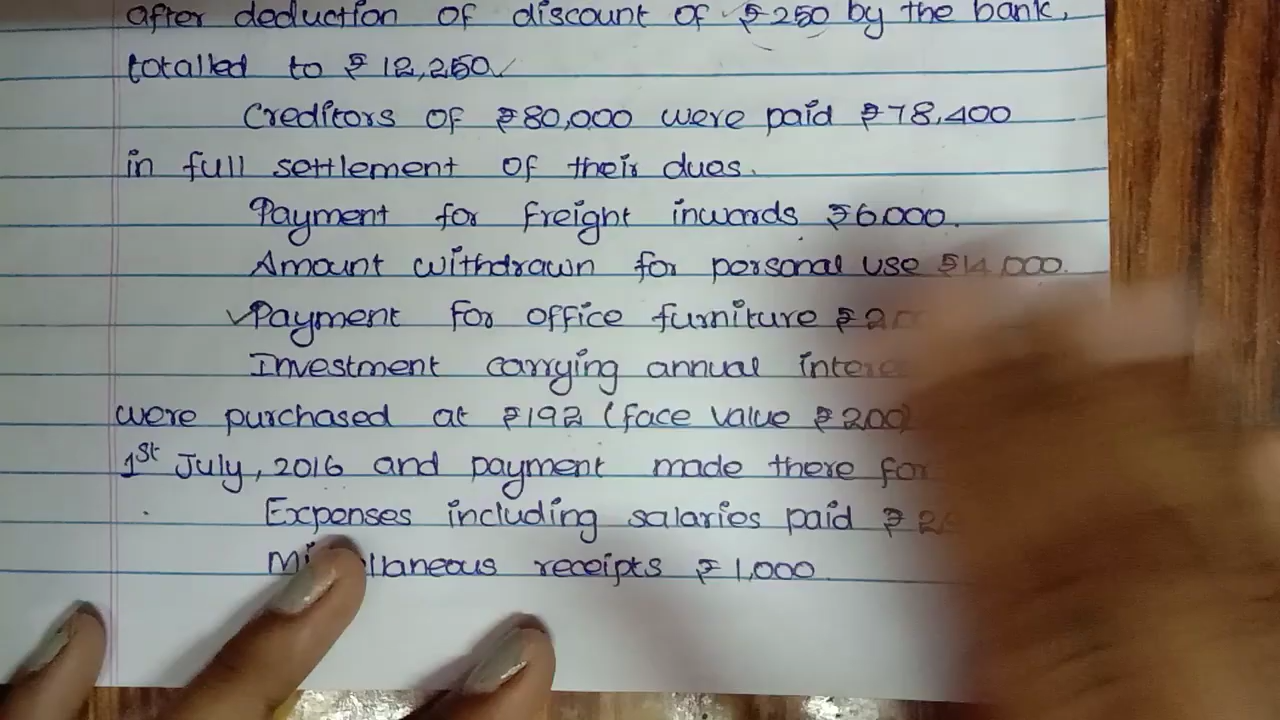 after deduction of discount of ₹250 by the bank,
totalled to ₹12,250
Creditors of ₹80,000 were paid ₹78,400
in full settlement of their dues.
Payment for freight inwards ₹6000.
Amount withdrawn for personal use ₹14,000.
Payment for office furniture
Investment carrying annual
were purchased at ₹192 (face value ₹200)
1st July, 2016 and payment made there for
Expenses including salaries paid
receipts ₹1,000